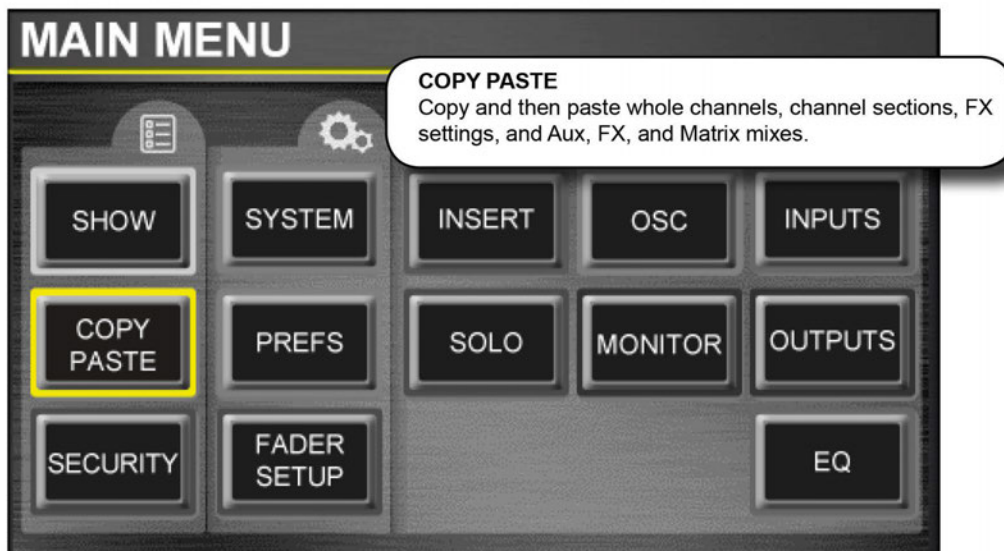 MAIN MENU
COPY PASTE
Copy and then paste whole channels, channel sections, FX
settings, and Aux, FX, and Matrix mixes.
SHOW
SYSTEM
INSERT
OSC
INPUTS
COPY
PASTE
PREFS
SOLO
MONITOR
OUTPUTS
SECURITY
FADER
SETUP
EQ